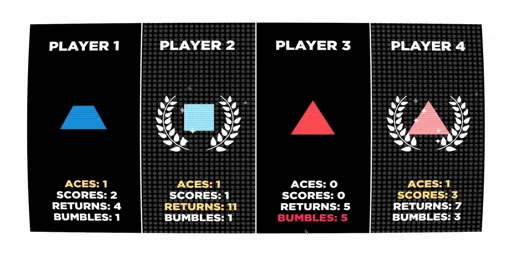 PLAYER 1
ACES: 1
SCORES: 2
RETURNS: 4
BUMBLES: 1
PLAYER 2
ACES: 1
SCORES: 1
RETURNS: 11
BUMBLES: 1
PLAYER 3
ACES: 0
SCORES: 0
RETURNS: 5
BUMBLES: 5
PLAYER 4
ACES: 1
SCORES: 3
RETURNS: 7
BUMBLES: 3